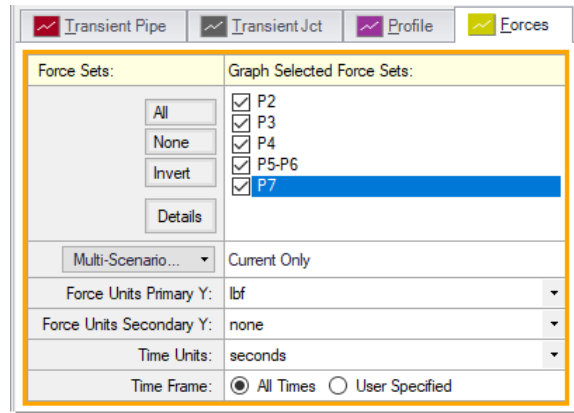 Transient Pipe Transient Jct Profile Forces
Force Sets: Graph Selected Force Sets:
All
None
Invert
Details
P2
P3
P4
P5-P6
P7
Multi-Scenario... Current Only
Force Units Primary Y: lbf
Force Units Secondary Y: none
Time Units: seconds
Time Frame: All Times User Specified